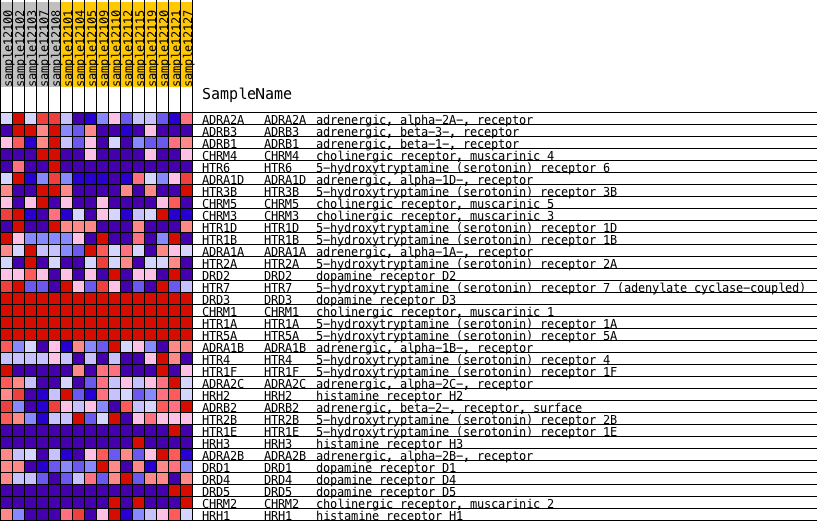 sample12100
sample12102
sample12103
sample12107
sample12108
sample12101
sample12104
sample12105
sample12109
sample12110
sample12112
sample12115
sample12119
sample12120
sample12121
sample12127
SampleName
ADRA2A ADRA2A adrenergic, alpha-2A-, receptor
ADRB3 ADRB3 adrenergic, beta-3-, receptor
ADRB1 ADRB1 adrenergic, beta-1-, receptor
CHRM4 CHRM4 cholinergic receptor, muscarinic 4
HTR6 HTR6 5-hydroxytryptamine (serotonin) receptor 6
ADRA1D ADRA1D adrenergic, alpha-1D-, receptor
HTR3B HTR3B 5-hydroxytryptamine (serotonin) receptor 3B
CHRM5 CHRM5 cholinergic receptor, muscarinic 5
CHRM3 CHRM3 cholinergic receptor, muscarinic 3
HTR1D HTR1D 5-hydroxytryptamine (serotonin) receptor 1D
HTR1B HTR1B 5-hydroxytryptamine (serotonin) receptor 1B
ADRA1A ADRA1A adrenergic, alpha-1A-, receptor
HTR2A HTR2A 5-hydroxytryptamine (serotonin) receptor 2A
DRD2 DRD2 dopamine receptor D2
HTR7 HTR7 5-hydroxytryptamine (serotonin) receptor 7 (adenylate cyclase-coupled)
DRD3 DRD3 dopamine receptor D3
CHRM1 CHRM1 cholinergic receptor, muscarinic 1
HTR1A HTR1A 5-hydroxytryptamine (serotonin) receptor 1A
HTR5A HTR5A 5-hydroxytryptamine (serotonin) receptor 5A
ADRA1B ADRA1B adrenergic, alpha-1B-, receptor
HTR4 HTR4 5-hydroxytryptamine (serotonin) receptor 4
HTR1F HTR1F 5-hydroxytryptamine (serotonin) receptor 1F
ADRA2C ADRA2C adrenergic, alpha-2C-, receptor
HRH2 HRH2 histamine receptor H2
ADRB2 ADRB2 adrenergic, beta-2-, receptor, surface
HTR2B HTR2B 5-hydroxytryptamine (serotonin) receptor 2B
HTR1E HTR1E 5-hydroxytryptamine (serotonin) receptor 1E
HRH3 HRH3 histamine receptor H3
ADRA2B ADRA2B adrenergic, alpha-2B-, receptor
DRD1 DRD1 dopamine receptor D1
DRD4 DRD4 dopamine receptor D4
DRD5 DRD5 dopamine receptor D5
CHRM2 CHRM2 cholinergic receptor, muscarinic 2
HRH1 HRH1 histamine receptor H1